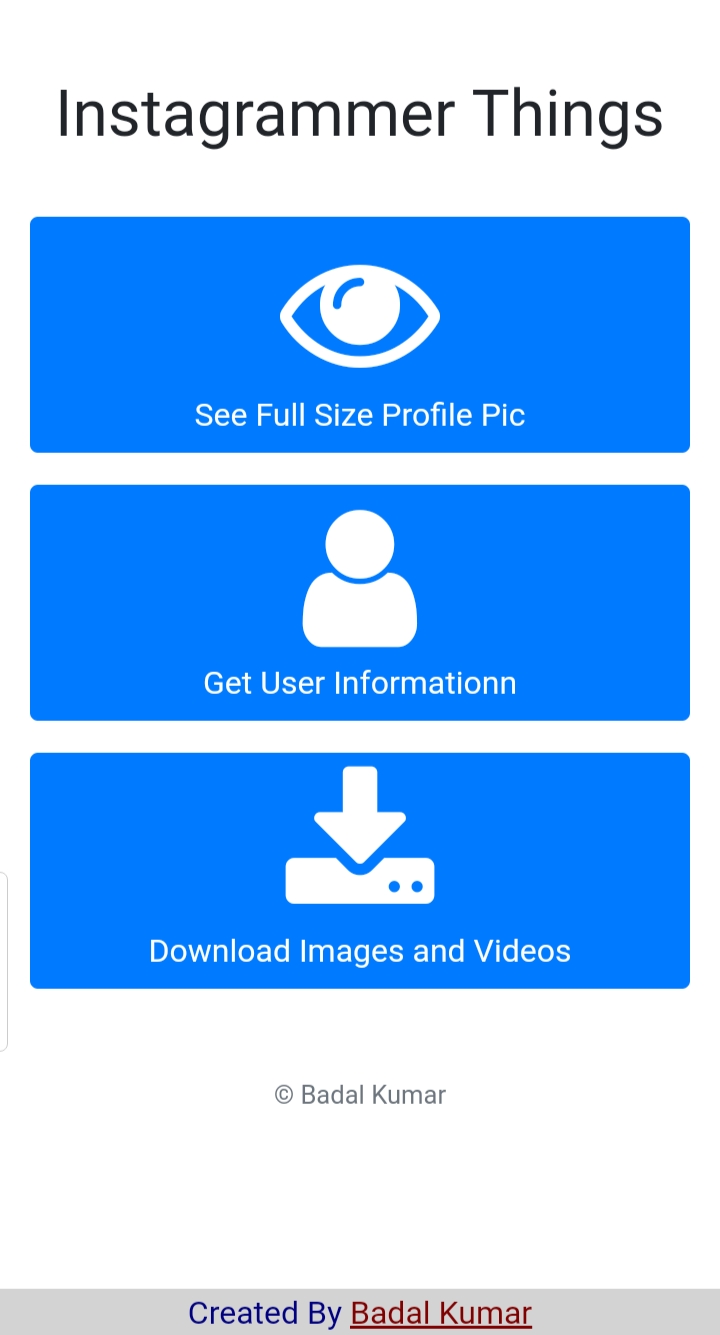 Instagrammer Things
See Full Size Profile Pic
Get User Informationn
Download Images and Videos
© Badal Kumar
Created By Badal Kumar